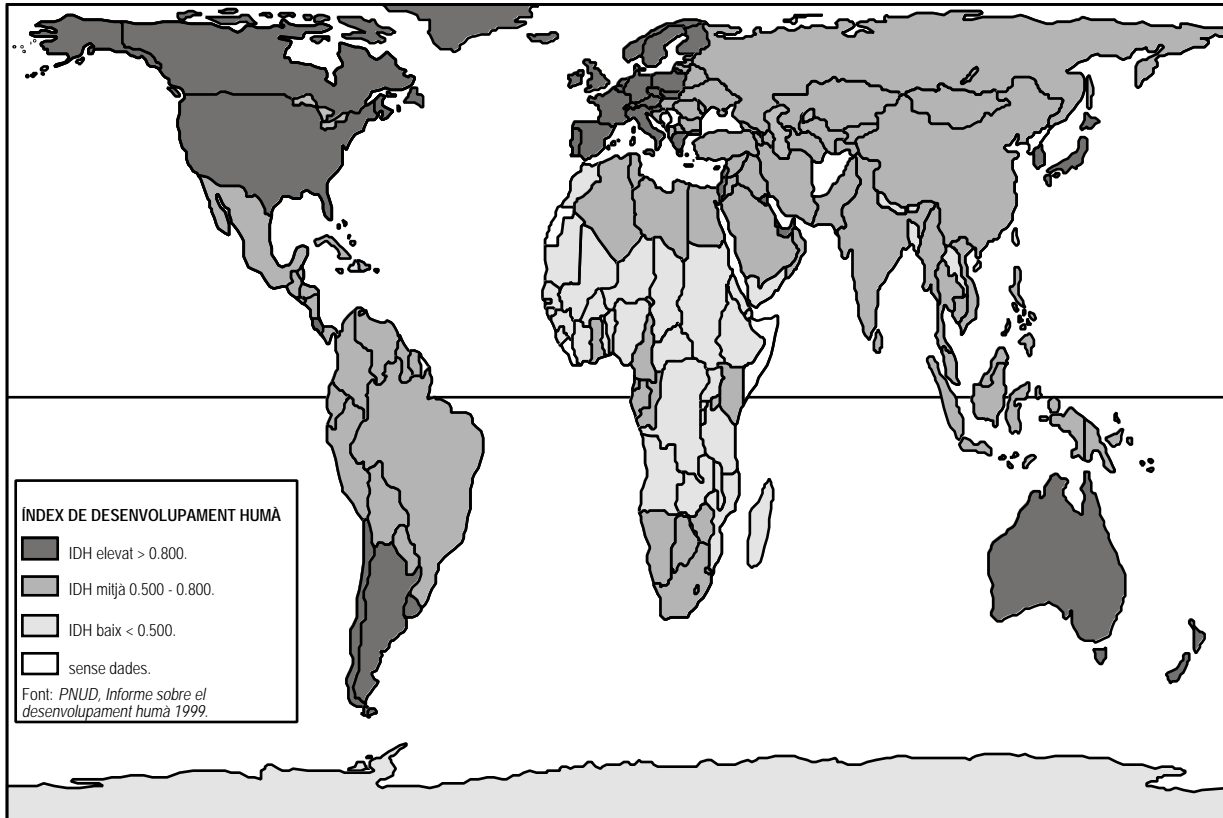 ÍNDEX DE DESENVOLUPAMENT HUMÀ
IDH elevat > 0.800.
IDH mitjà 0.500 - 0.800.
IDH baix < 0.500.
sense dades.
Font: PNUD, Informe sobre el
desenvolupament humà 1999.